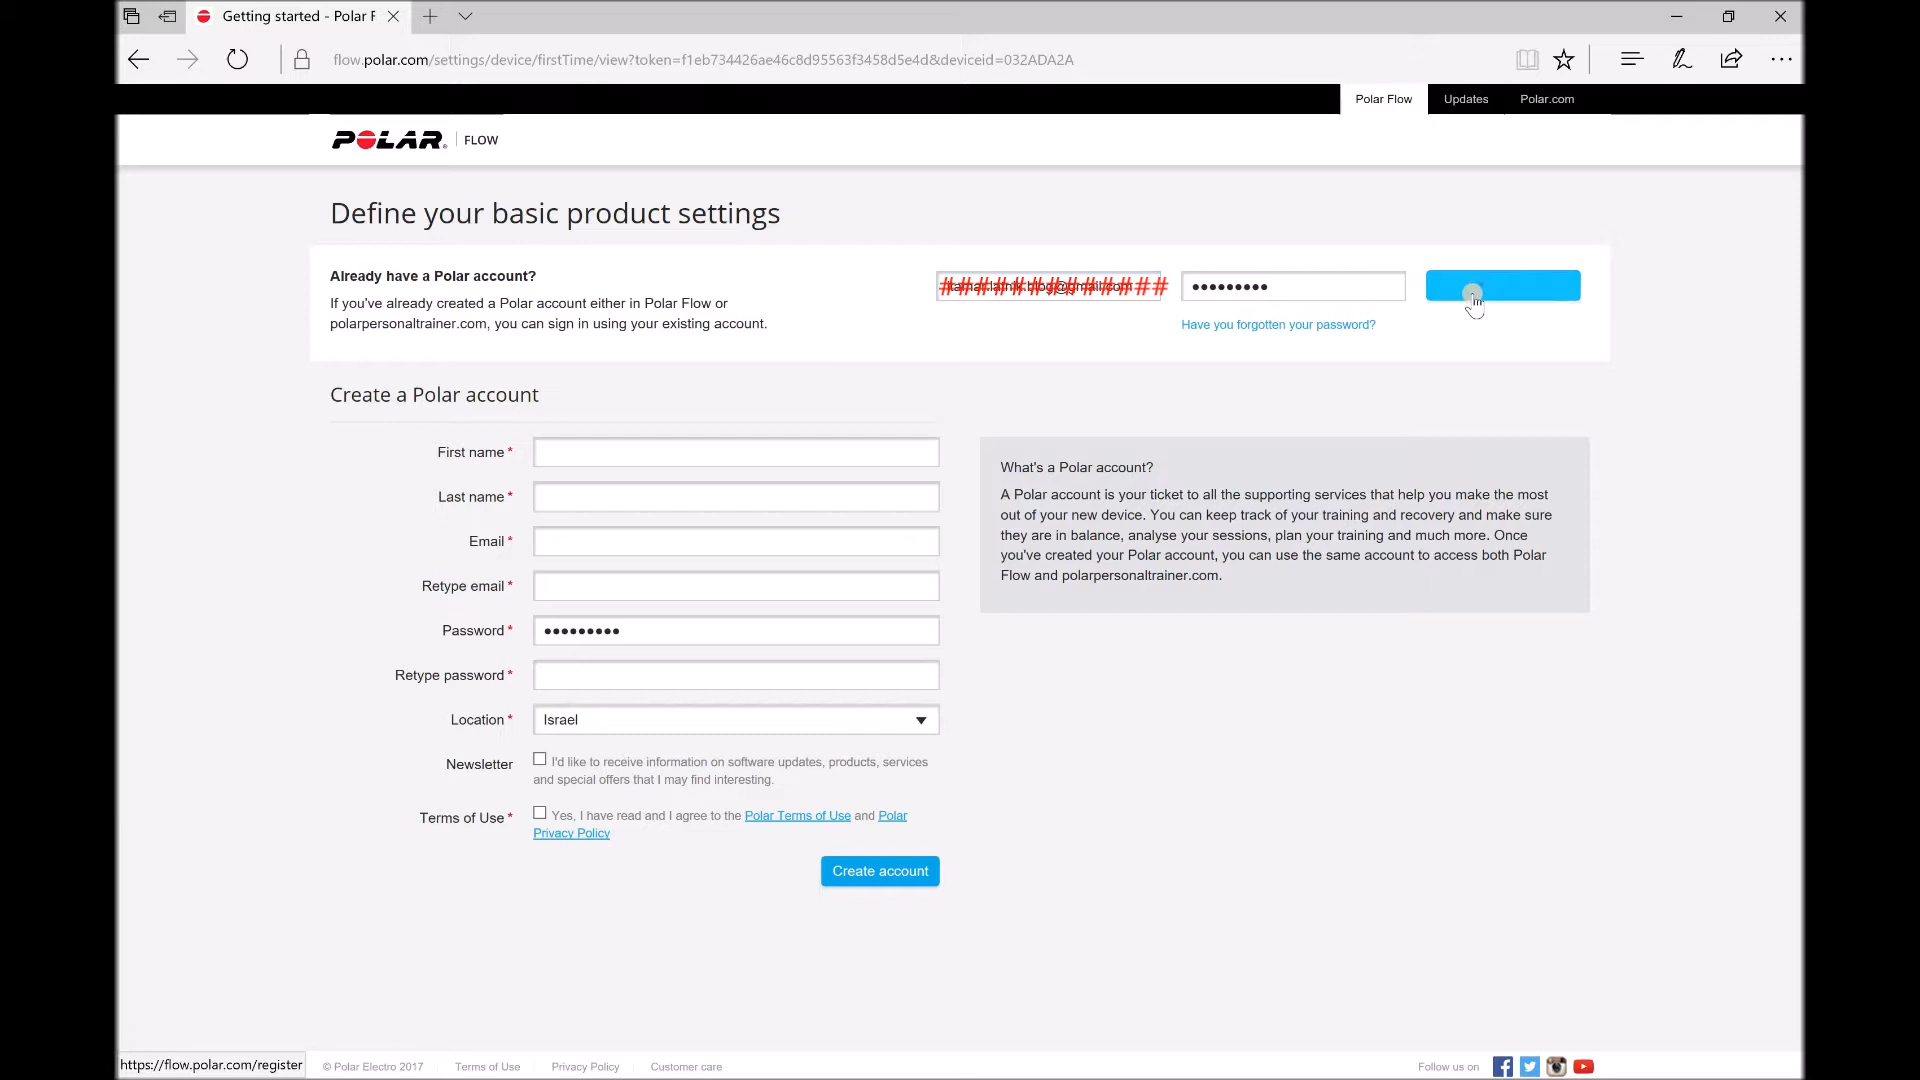 Getting started - Polar F
flow.polar.com/settings/device/firstTime/view?token=f1eb734426ae46c8d95563f3458d5e4d&deviceid=032ADA2A
Polar Flow Updates Polar.com
POLAR FLOW
Define your basic product settings
Already have a Polar account?
If you've already created a Polar account either in Polar Flow or
polarpersonaltrainer.com, you can sign in using your existing account.
#############
•••••••••
Have you forgotten your password?
Create a Polar account
First name *
Last name *
Email *
Retype email *
Password * •••••••••
Retype password *
Location * Israel
Newsletter I'd like to receive information on software updates, products, services
and special offers that I may find interesting.
Terms of Use * Yes, I have read and I agree to the Polar Terms of Use and Polar
Privacy Policy
Create account
What's a Polar account?
A Polar account is your ticket to all the supporting services that help you make the most
out of your new device. You can keep track of your training and recovery and make sure
they are in balance, analyse your sessions, plan your training and much more. Once
you've created your Polar account, you can use the same account to access both Polar
Flow and polarpersonaltrainer.com.
https://flow.polar.com/register
© Polar Electro 2017 Terms of Use Privacy Policy Customer care
Follow us on